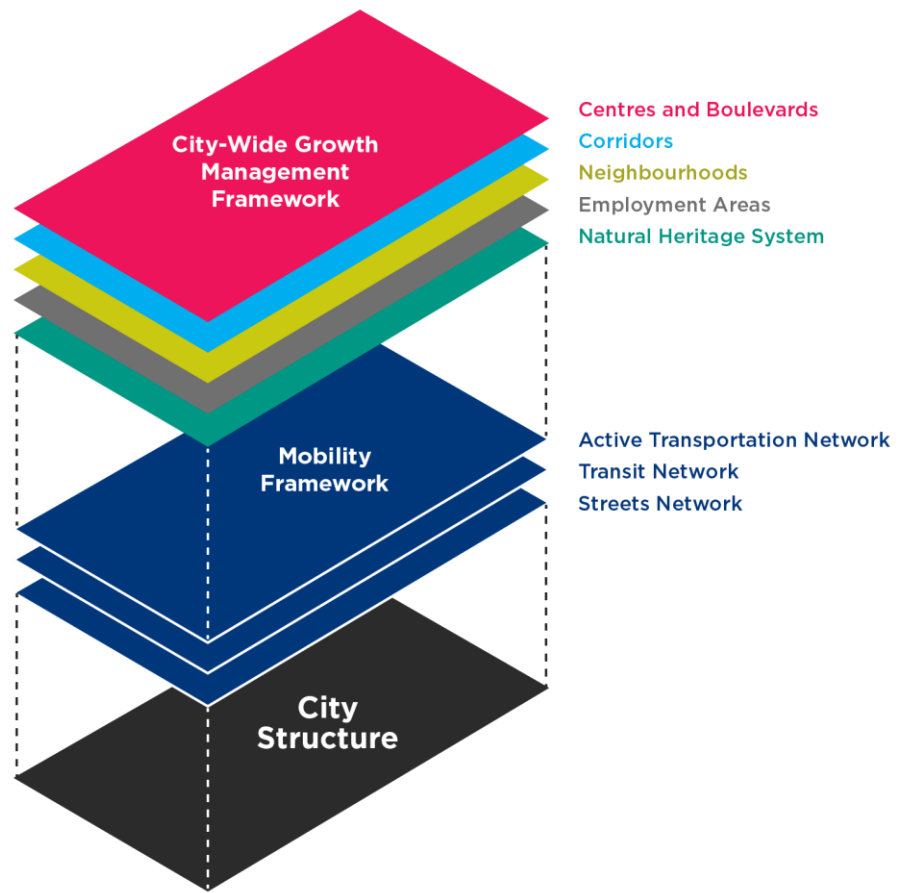 City-Wide Growth
Management
Framework
Centres and Boulevards
Corridors
Neighbourhoods
Employment Areas
Natural Heritage System
Mobility
Framework
Active Transportation Network
Transit Network
Streets Network
City
Structure